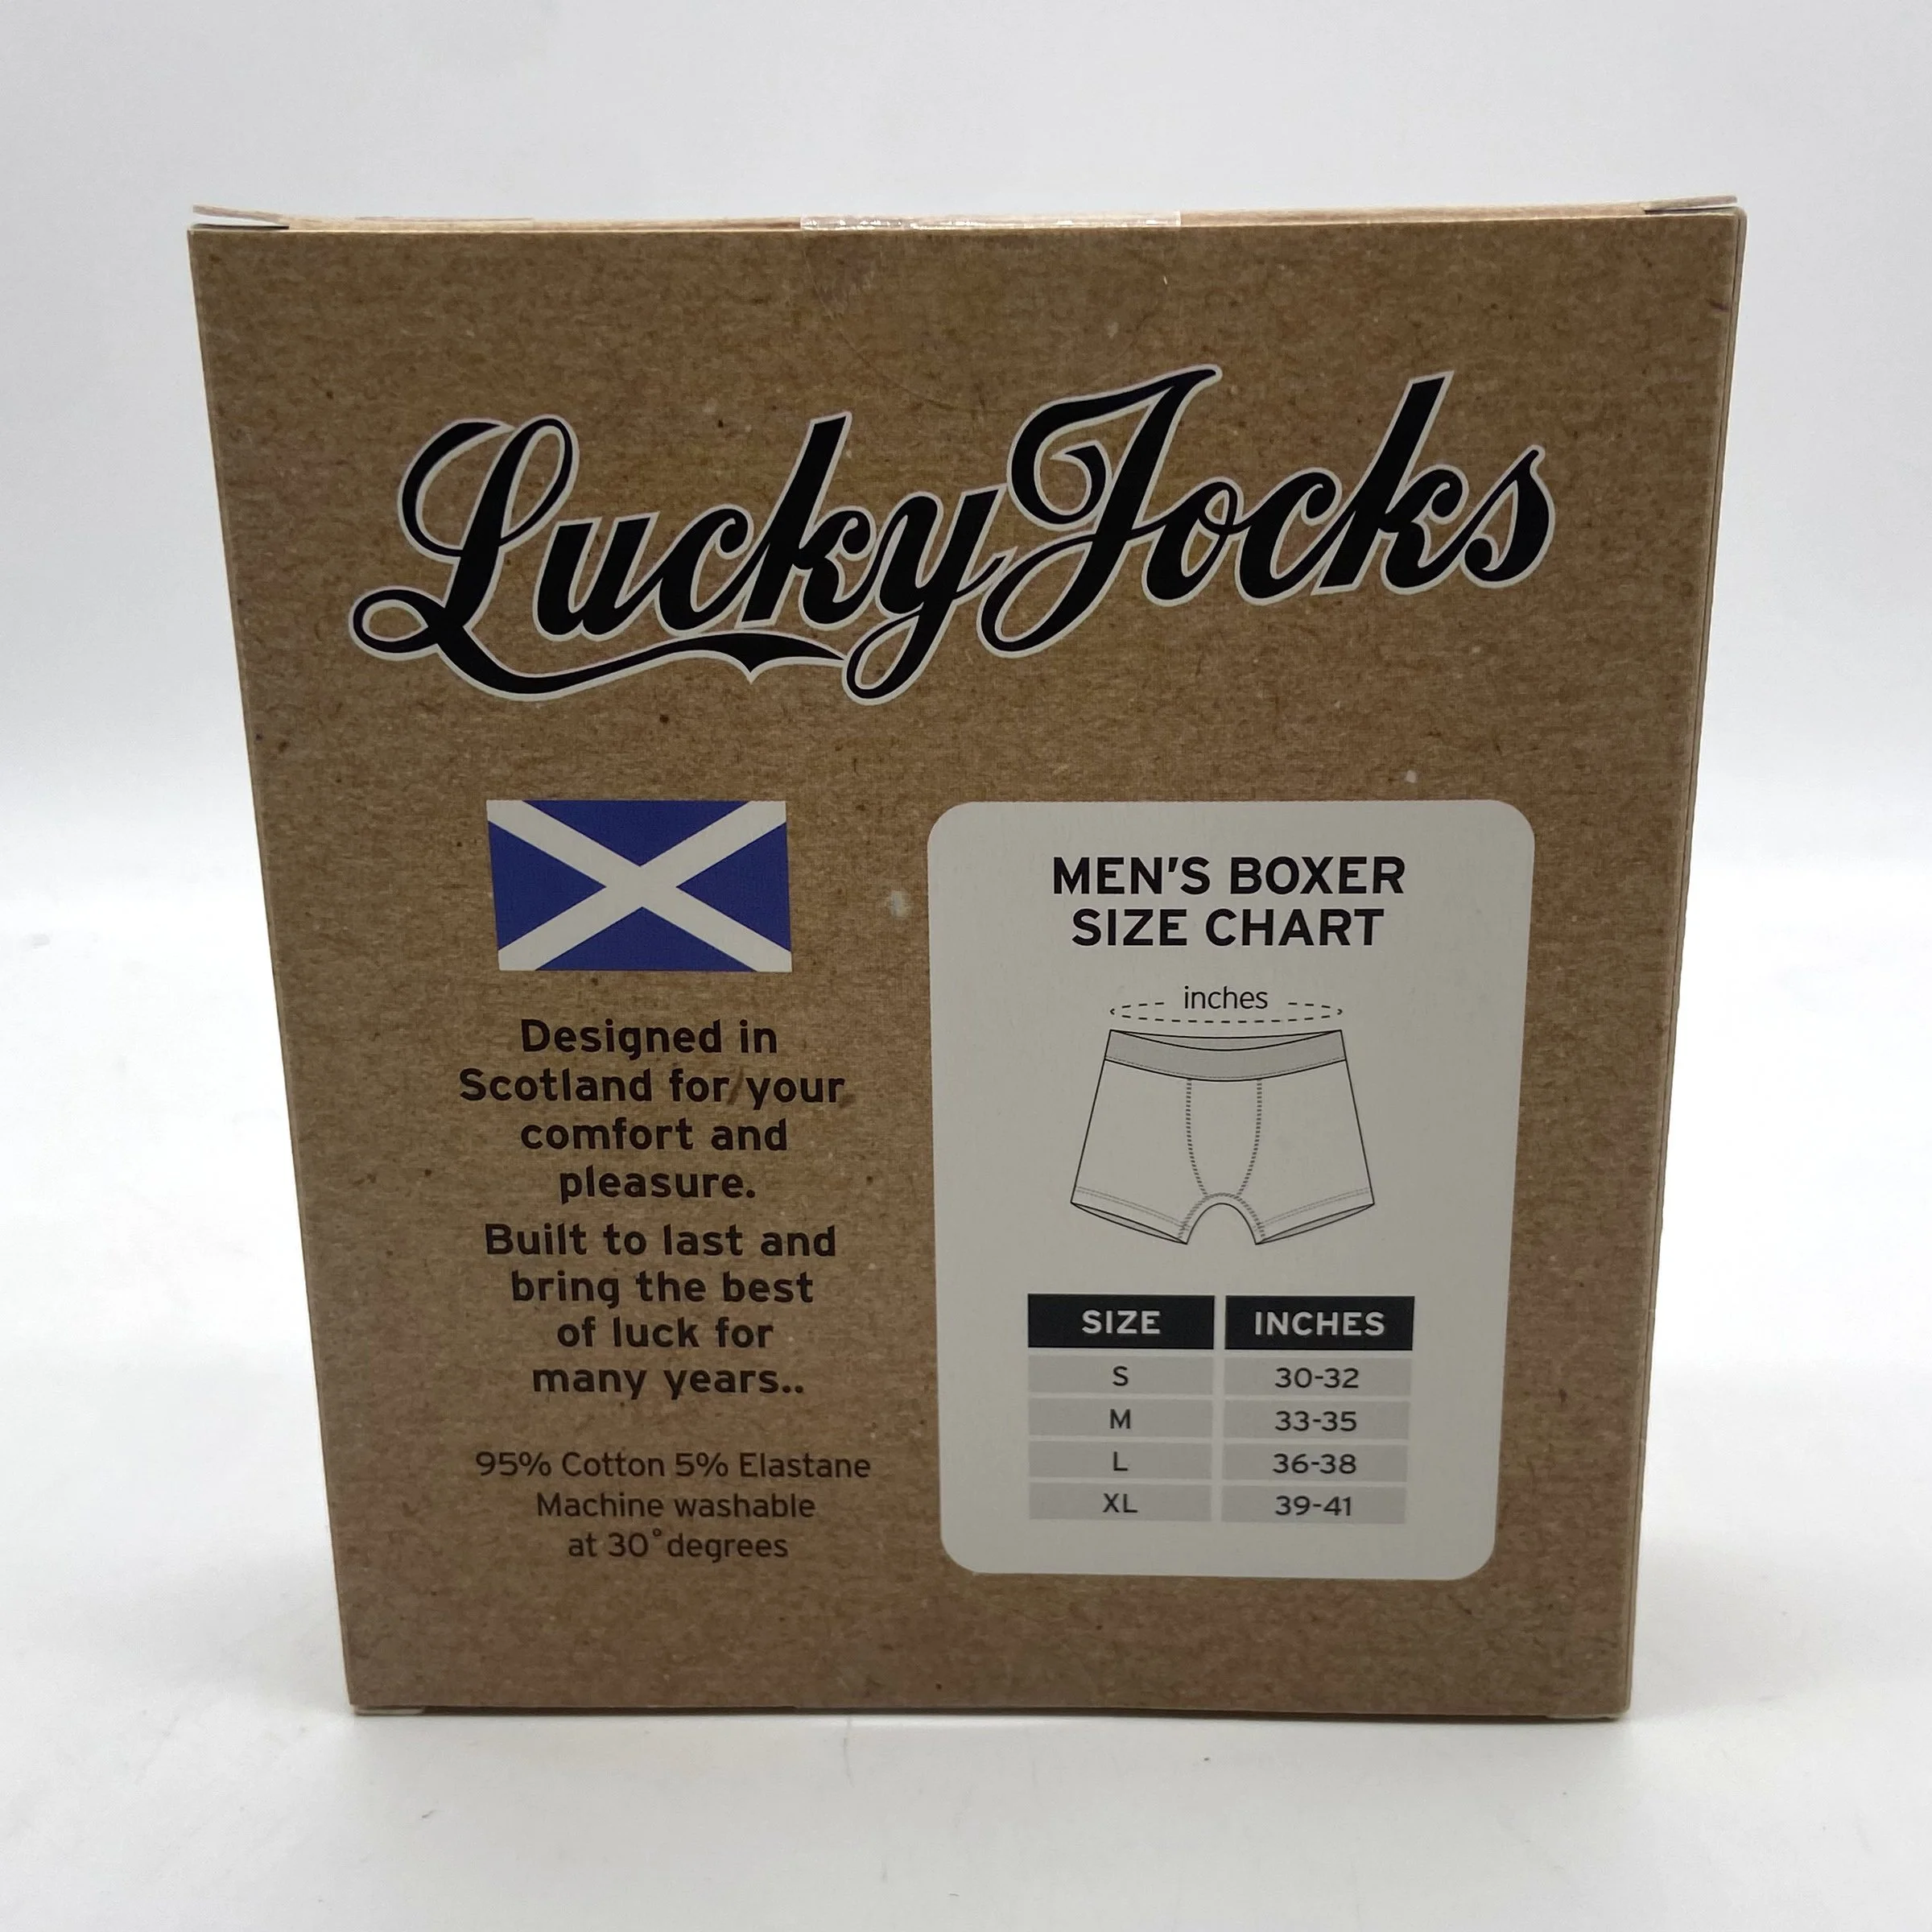 Lucky Jocks
Designed in
Scotland for your
comfort and
pleasure.
Built to last and
bring the best
of luck for
many years..
95% Cotton 5% Elastane
Machine washable
at 30° degrees
MEN'S BOXER
SIZE CHART
inches
SIZE INCHES
S 30-32
M 33-35
L 36-38
XL 39-41